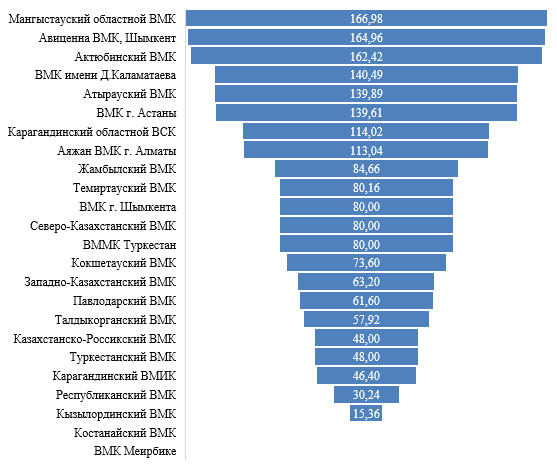 Мангыстауский областной ВМК 166,98
Авиценна ВМК, Шымкент 164,96
Актюбинский ВМК 162,42
ВМК имени Д.Каламатаева 140,49
Атырауский ВМК 139,89
ВМК г. Астаны 139,61
Карагандинский областной ВСК 114,02
Аяжан ВМК г. Алматы 113,04
Жамбылский ВМК 84,66
Темиртауский ВМК 80,16
ВМК г. Шымкента 80,00
Северо-Казахстанский ВМК 80,00
ВММК Туркестан 80,00
Кокшетауский ВМК 73,60
Западно-Казахстанский ВМК 63,20
Павлодарский ВМК 61,60
Талдыкорганский ВМК 57,92
Казахстанско-Россикский ВМК 48,00
Туркестанский ВМК 48,00
Карагандинский ВМИК 46,40
Республиканский ВМК 30,24
Кызылординский ВМК 15,36
Костанайский ВМК
ВМК Меирбике